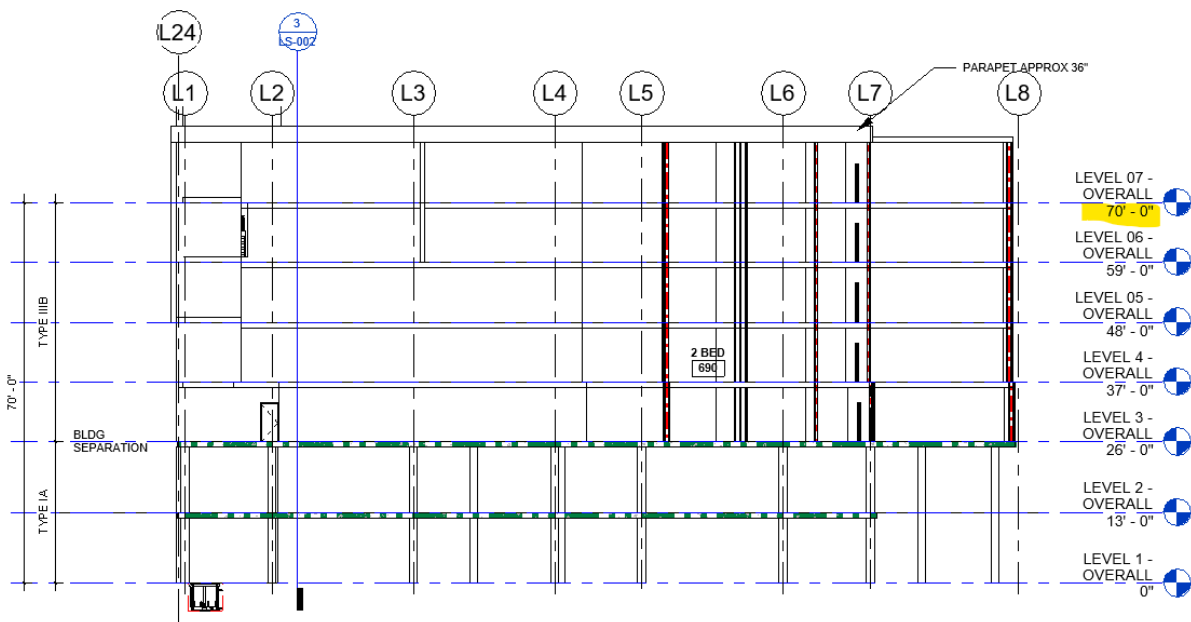 3
LS-002
L24
L1
L2
L3
L4
L5
L6
L7
L8
PARAPET APPROX 36"
LEVEL 07 -
OVERALL
70' - 0"
LEVEL 06 -
OVERALL
59' - 0"
LEVEL 05 -
OVERALL
48' - 0"
LEVEL 4 -
OVERALL
37' - 0"
LEVEL 3 -
OVERALL
26' - 0"
LEVEL 2 -
OVERALL
13' - 0"
LEVEL 1 -
OVERALL
0"
2 BED
690
TYPE IIIB
70' - 0"
BLDG
SEPARATION
TYPE IA